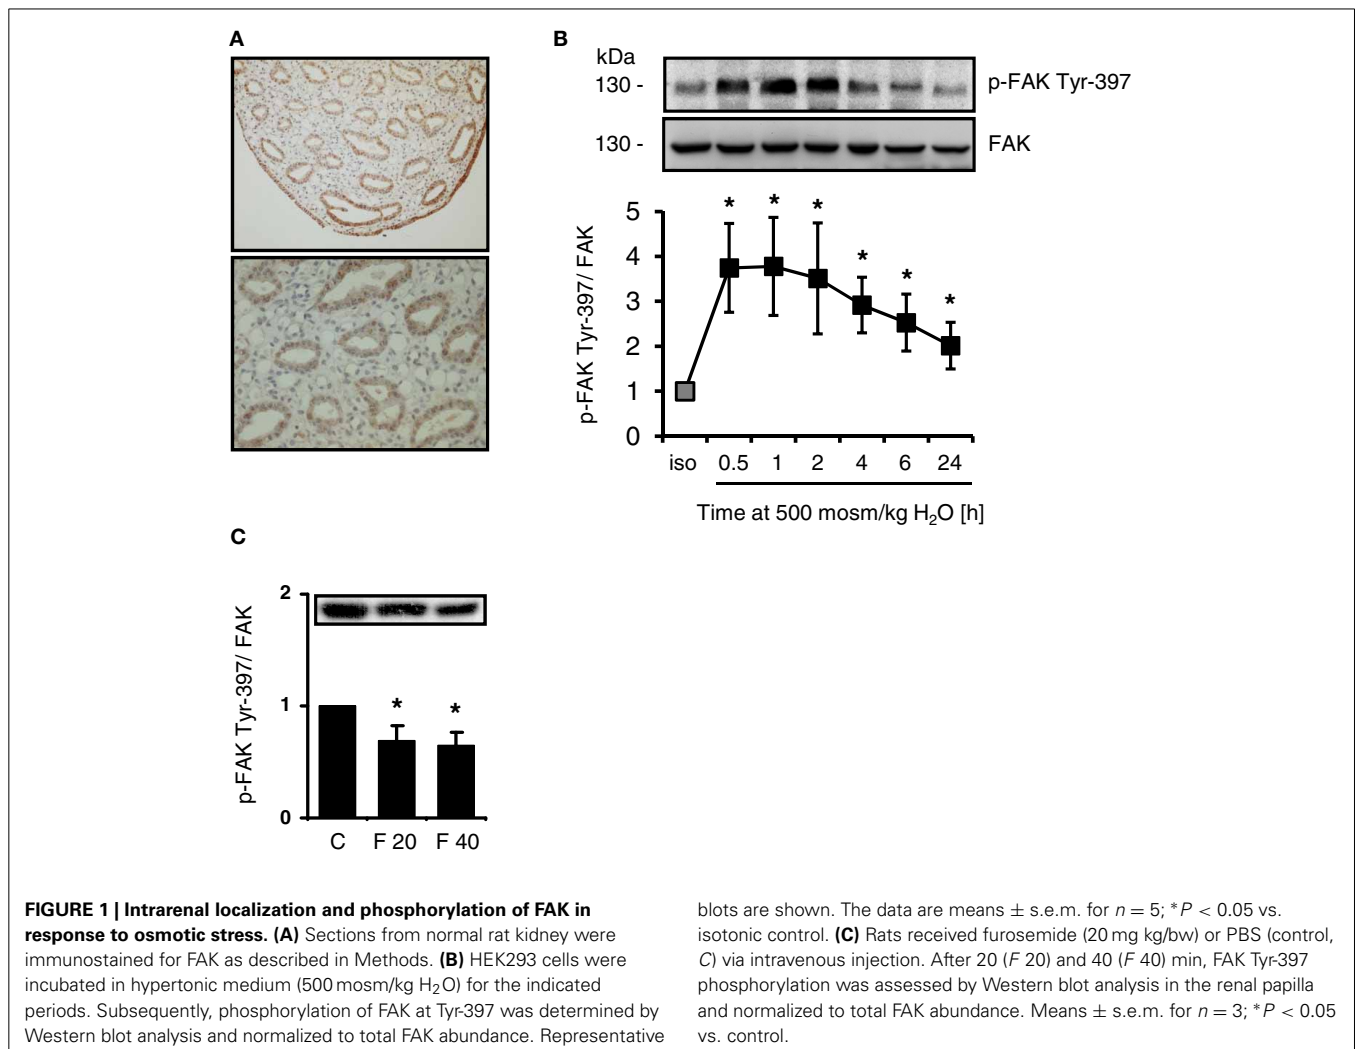 A
B
kDa
130 -
p-FAK Tyr-397
130 -
FAK
p-FAK Tyr-397/ FAK
5
4
3
2
1
0
* * * * * *
iso 0.5 1 2 4 6 24
Time at 500 mosm/kg H₂O [h]
C
p-FAK Tyr-397/ FAK
2
1
0
* *
C F 20 F 40
FIGURE 1 | Intrarenal localization and phosphorylation of FAK in
response to osmotic stress. (A) Sections from normal rat kidney were
immunostained for FAK as described in Methods. (B) HEK293 cells were
incubated in hypertonic medium (500 mosm/kg H₂O) for the indicated
periods. Subsequently, phosphorylation of FAK at Tyr-397 was determined by
Western blot analysis and normalized to total FAK abundance. Representative
blots are shown. The data are means ± s.e.m. for n = 5; *P < 0.05 vs.
isotonic control. (C) Rats received furosemide (20 mg kg/bw) or PBS (control,
C) via intravenous injection. After 20 (F 20) and 40 (F 40) min, FAK Tyr-397
phosphorylation was assessed by Western blot analysis in the renal papilla
and normalized to total FAK abundance. Means ± s.e.m. for n = 3; *P < 0.05
vs. control.